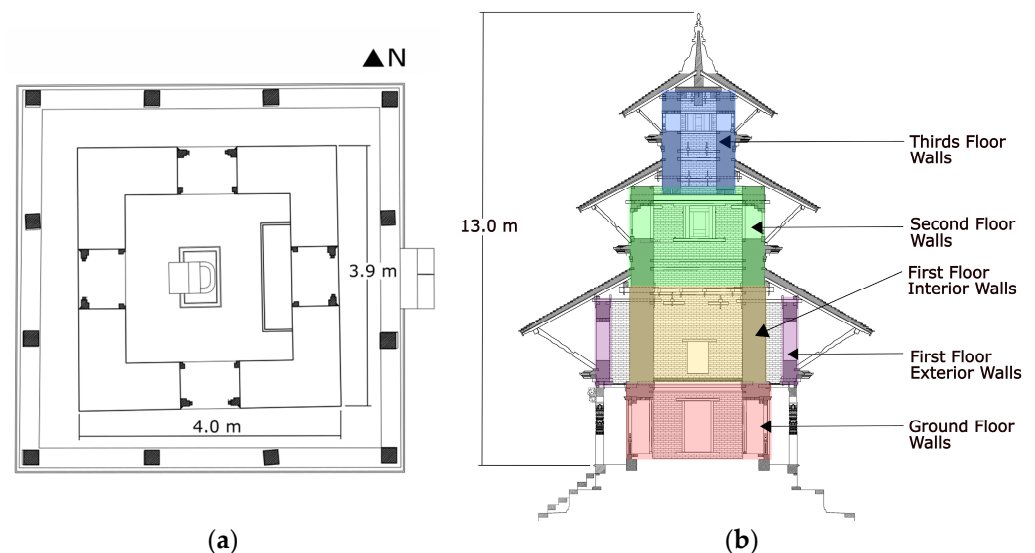 N
3.9 m
4.0 m
(a)
13.0 m
Thirds Floor
Walls
Second Floor
Walls
First Floor
Interior Walls
First Floor
Exterior Walls
Ground Floor
Walls
(b)